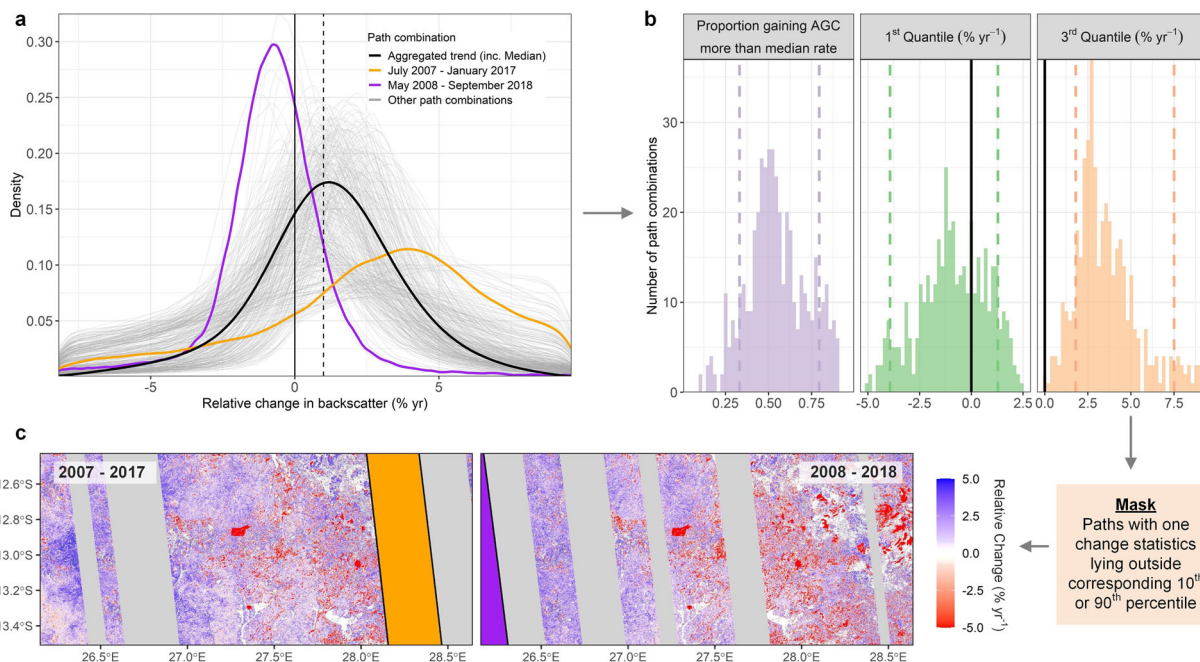 a
Path combination
Aggregated trend (inc. Median)
July 2007 - January 2017
May 2008 - September 2018
Other path combinations
0.30
0.25
0.20
0.15
0.10
0.05
Density
-5
0
5
Relative change in backscatter (% yr)
b
Proportion gaining AGC
more than median rate
1st Quantile (% yr−1)
3rd Quantile (% yr−1)
30
20
10
0
Number of path combinations
0.25
0.50
0.75
-5.0
-2.5
0.0
2.5
0.0
2.5
5.0
7.5
c
2007 - 2017
2008 - 2018
12.6°S
12.8°S
13.0°S
13.2°S
13.4°S
26.5°E
27.0°E
27.5°E
28.0°E
28.5°E
26.5°E
27.0°E
27.5°E
28.0°E
28.5°E
5.0
2.5
0.0
-2.5
-5.0
Relative Change (% yr−1)
Mask
Paths with one
change statistics
lying outside
corresponding 10th
or 90th percentile